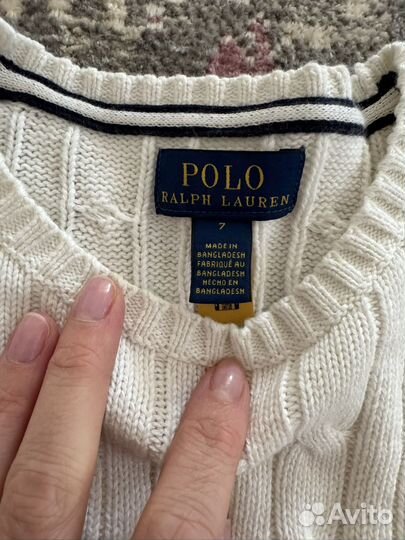 POLO
RALPH LAUREN
7
MADE IN
BANGLADESH
FABRIQUÉ AU
BANGLADESH
HECHO EN
BANGLADESH
Avito